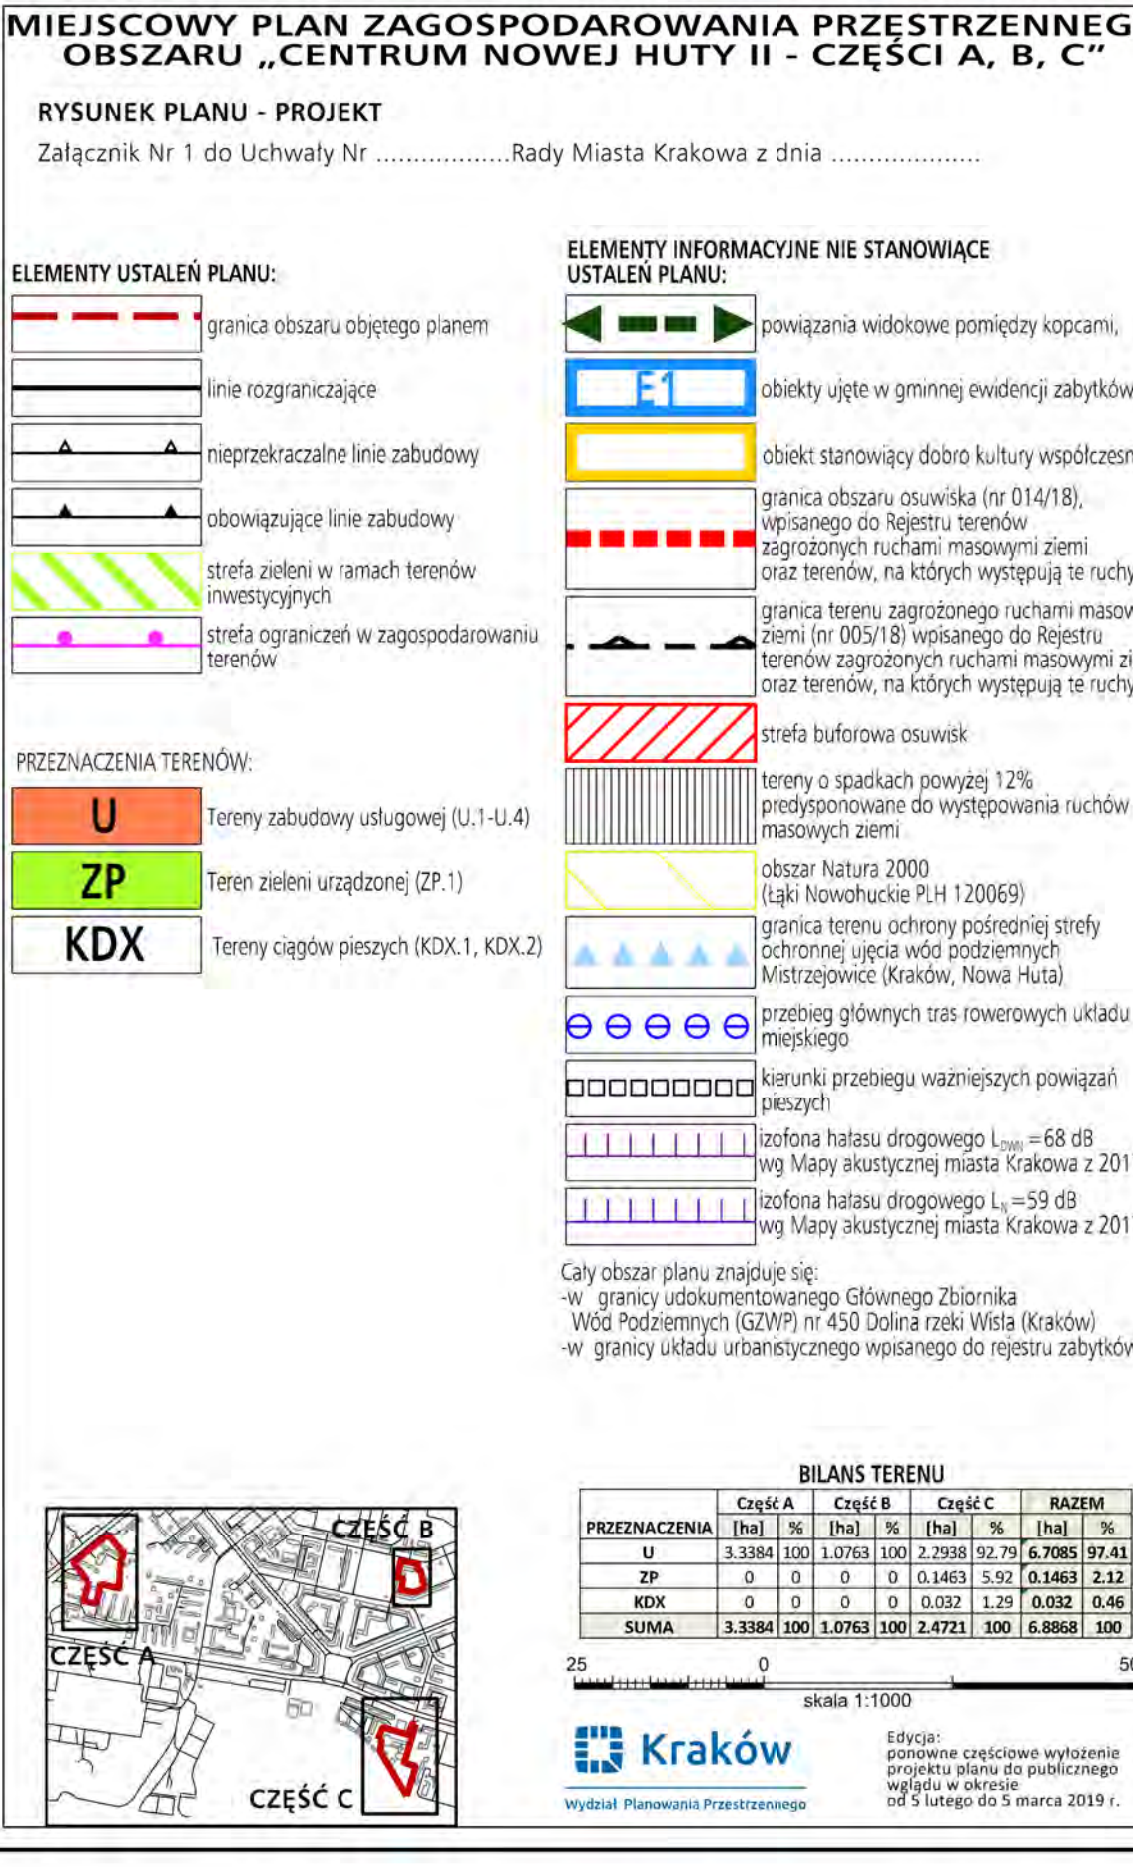 MIEJSCOWY PLAN ZAGOSPODAROWANIA PRZESTRZENNEG
OBSZARU „CENTRUM NOWEJ HUTY II - CZĘŚCI A, B, C”
RYSUNEK PLANU - PROJEKT
Załącznik Nr 1 do Uchwały Nr ..................Rady Miasta Krakowa z dnia ....................
ELEMENTY USTALEŃ PLANU:
granica obszaru objętego planem
linie rozgraniczające
nieprzekraczalne linie zabudowy
obowiązujące linie zabudowy
strefa zieleni w ramach terenów
inwestycyjnych
strefa ograniczeń w zagospodarowaniu
terenów
PRZEZNACZENIA TERENÓW:
U
Tereny zabudowy usługowej (U.1-U.4)
ZP
Teren zieleni urządzonej (ZP.1)
KDX
Tereny ciągów pieszych (KDX.1, KDX.2)
ELEMENTY INFORMACYJNE NIE STANOWIĄCE
USTALEŃ PLANU:
powiązania widokowe pomiędzy kopcami,
E1
obiekty ujęte w gminnej ewidencji zabytków
obiekt stanowiący dobro kultury współczesn
granica obszaru osuwiska (nr 014/18),
wpisanego do Rejestru terenów
zagrożonych ruchami masowymi ziemi
oraz terenów, na których występują te ruchy
granica terenu zagrożonego ruchami masow
ziemi (nr 005/18) wpisanego do Rejestru
terenów zagrożonych ruchami masowymi zi
oraz terenów, na których występują te ruchy
strefa buforowa osuwisk
tereny o spadkach powyżej 12%
predysponowane do występowania ruchów
masowych ziemi
obszar Natura 2000
(Łąki Nowohuckie PLH 120069)
granica terenu ochrony pośredniej strefy
ochronnej ujęcia wód podziemnych
Mistrzejowice (Kraków, Nowa Huta)
przebieg głównych tras rowerowych układu
miejskiego
kierunki przebiegu ważniejszych powiązań
pieszych
izofona hałasu drogowego LDWN =68 dB
wg Mapy akustycznej miasta Krakowa z 201
izofona hałasu drogowego LN =59 dB
wg Mapy akustycznej miasta Krakowa z 201
Cały obszar planu znajduje się:
-w granicy udokumentowanego Głównego Zbiornika
Wód Podziemnych (GZWP) nr 450 Dolina rzeki Wisła (Kraków)
-w granicy układu urbanistycznego wpisanego do rejestru zabytków
CZĘŚĆ B
CZĘŚĆ A
CZĘŚĆ C
BILANS TERENU
PRZEZNACZENIA Część A Część B Część C RAZEM
[ha] % [ha] % [ha] % [ha] %
U 3.3384 100 1.0763 100 2.2938 92.79 6.7085 97.41
ZP 0 0 0 0 0.1463 5.92 0.1463 2.12
KDX 0 0 0 0 0.032 1.29 0.032 0.46
SUMA 3.3384 100 1.0763 100 2.4721 100 6.8868 100
25 0 50
skala 1:1000
Kraków
Wydział Planowania Przestrzennego
Edycja:
ponowne częściowe wyłożenie
projektu planu do publicznego
wglądu w okresie
od 5 lutego do 5 marca 2019 r.